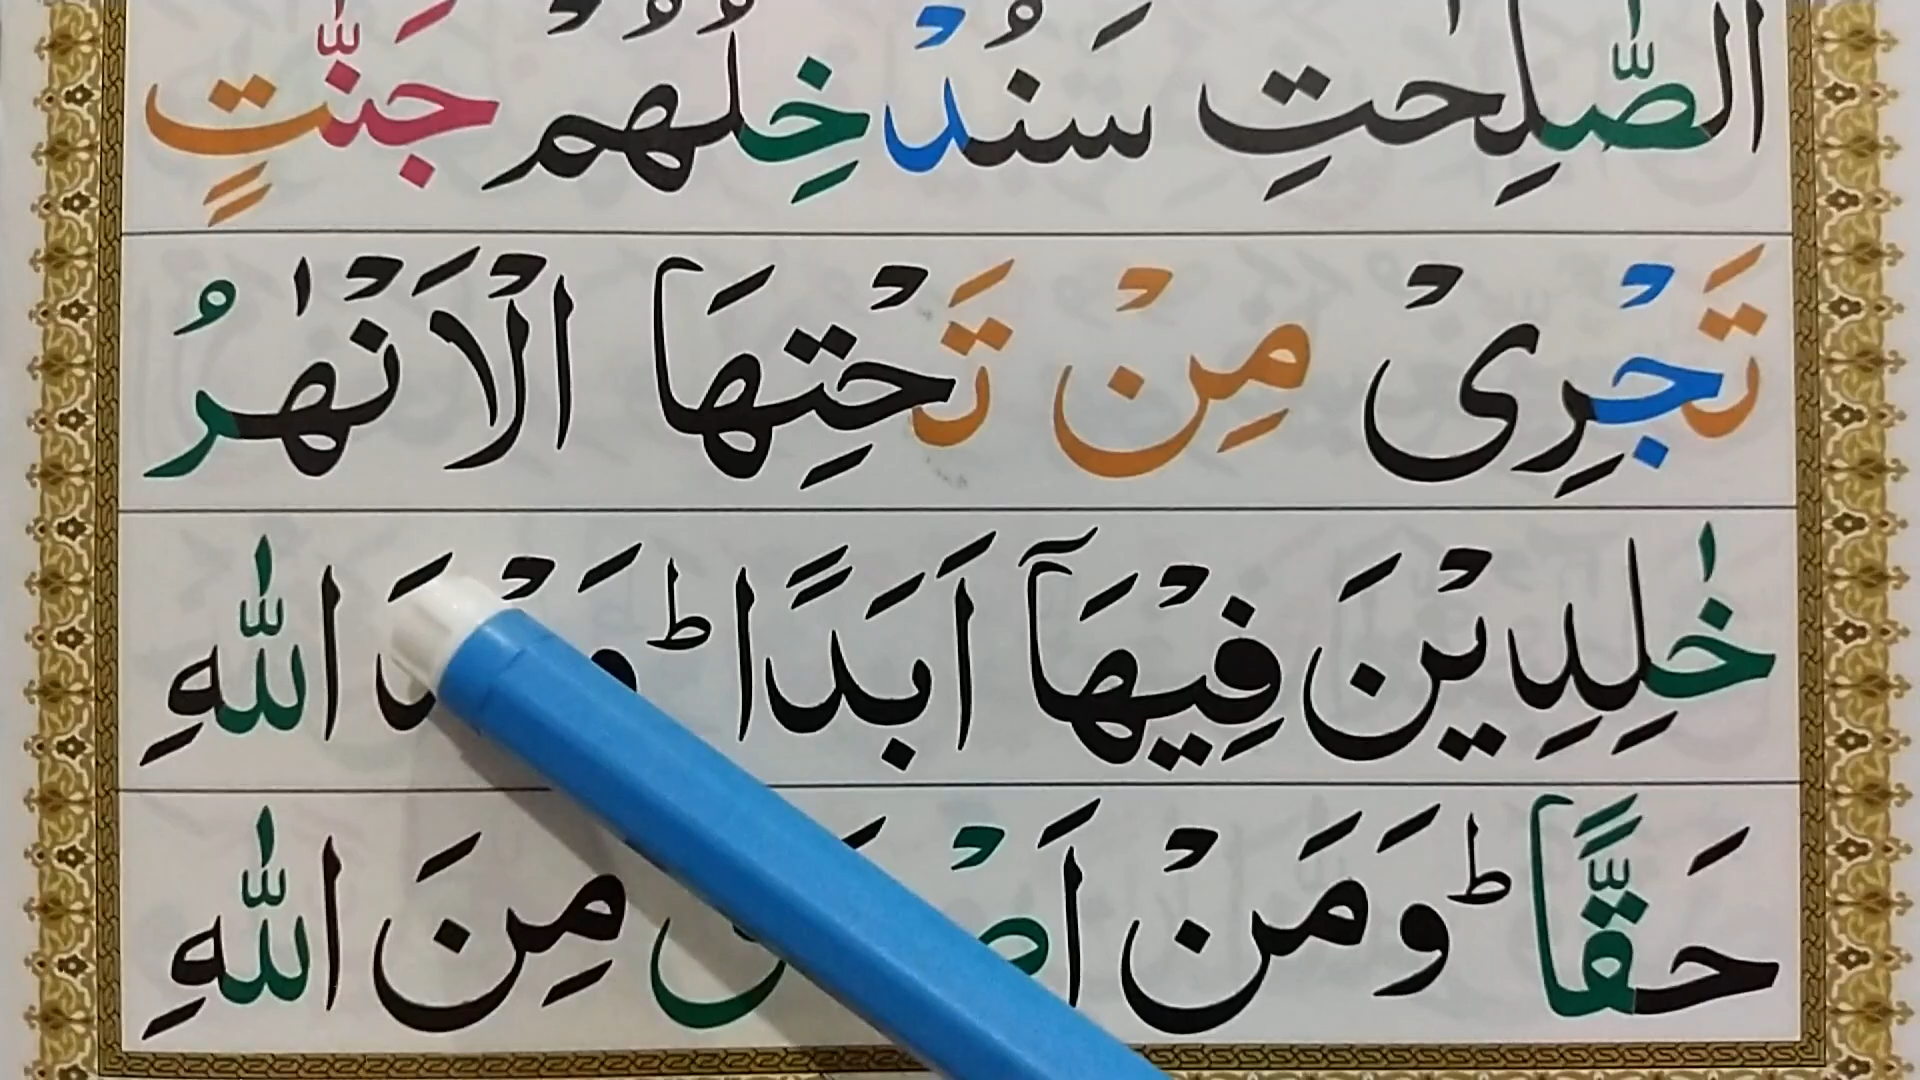 الصّٰلِحٰتِ سَنُدْخِلُهُمْ جَنّٰتٍ
تَجْرِیْ مِنْ تَحْتِهَا الْاَنْهٰرُ
خٰلِدِیْنَ فِیْهَاۤ اَبَدًا ؕ اللّٰهِ
حَقًّا ؕ وَمَنْ مِنَ اللّٰهِ